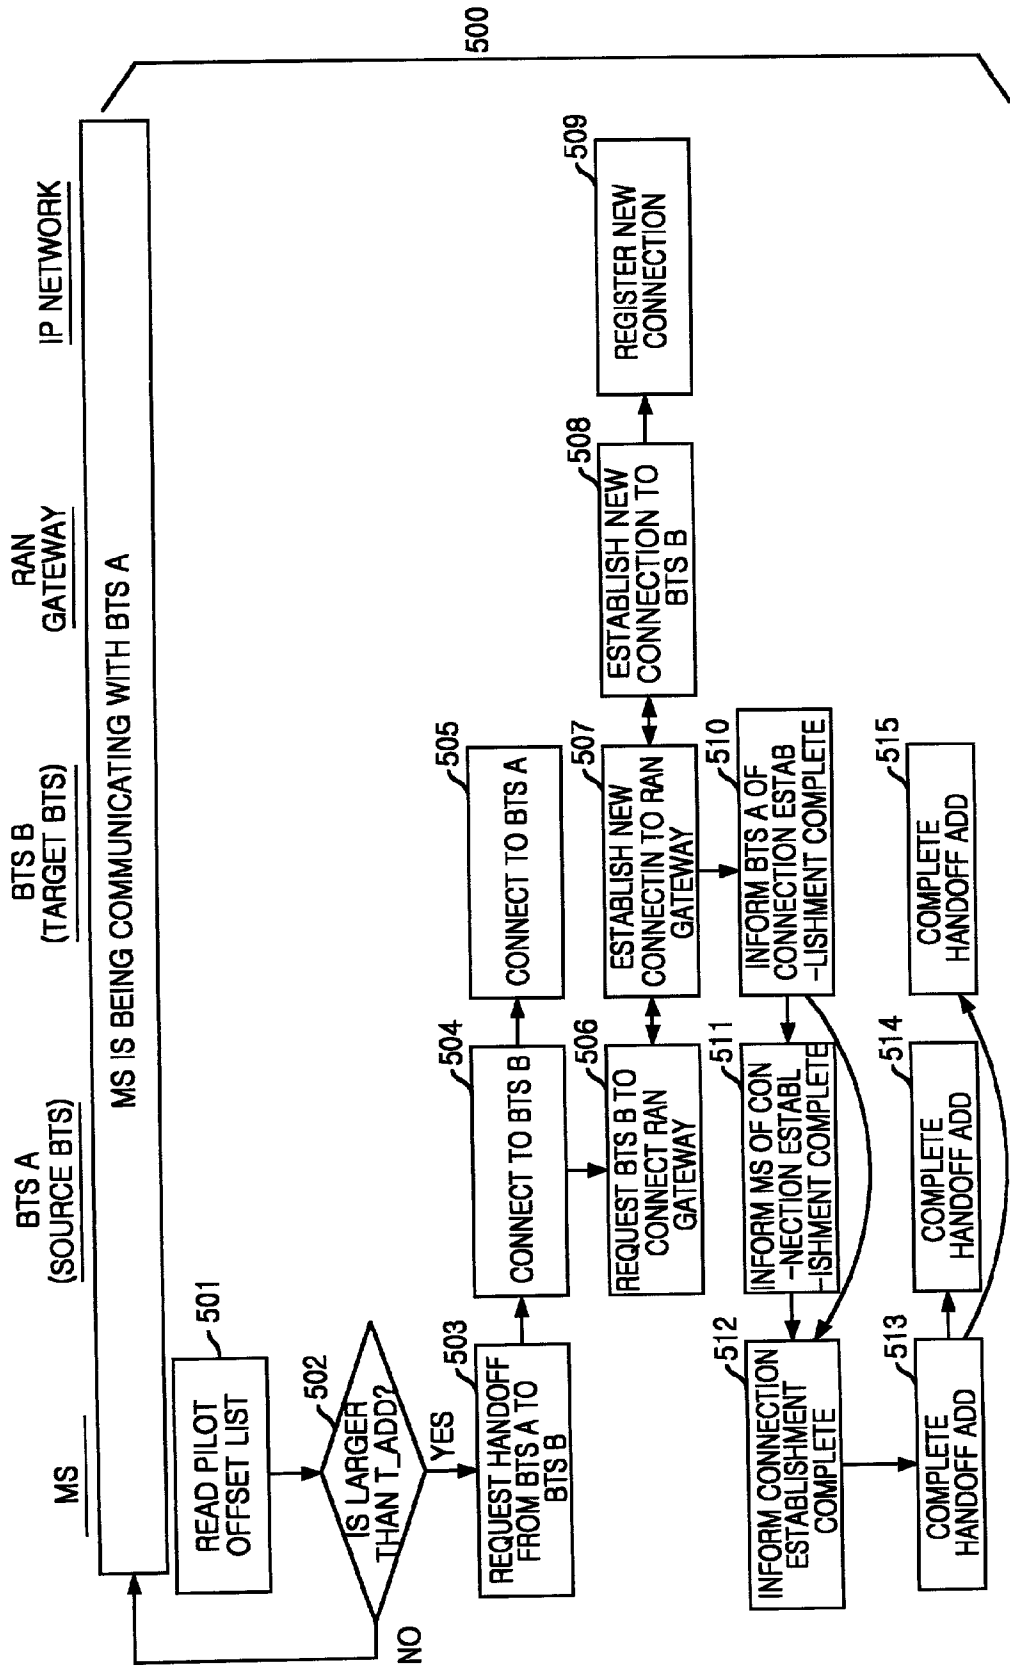 MS
BTS A
(SOURCE BTS)
BTS B
(TARGET BTS)
RAN
GATEWAY
IP NETWORK
MS IS BEING COMMUNICATING WITH BTS A
500
501
READ PILOT
OFFSET LIST
502
IS LARGER
THAN T_ADD?
NO
YES
503
REQUEST HANDOFF
FROM BTS A TO
BTS B
504
CONNECT TO BTS B
505
CONNECT TO BTS A
506
REQUEST BTS B TO
CONNECT RAN
GATEWAY
507
ESTABLISH NEW
CONNECTIN TO RAN
GATEWAY
508
ESTABLISH NEW
CONNECTION TO
BTS B
509
REGISTER NEW
CONNECTION
510
INFORM BTS A OF
CONNECTION ESTAB
-LISHMENT COMPLETE
511
INFORM MS OF CON
-NECTION ESTABL
-ISHMENT COMPLETE
512
INFORM CONNECTION
ESTABLISHMENT
COMPLETE
513
COMPLETE
HANDOFF ADD
514
COMPLETE
HANDOFF ADD
515
COMPLETE
HANDOFF ADD